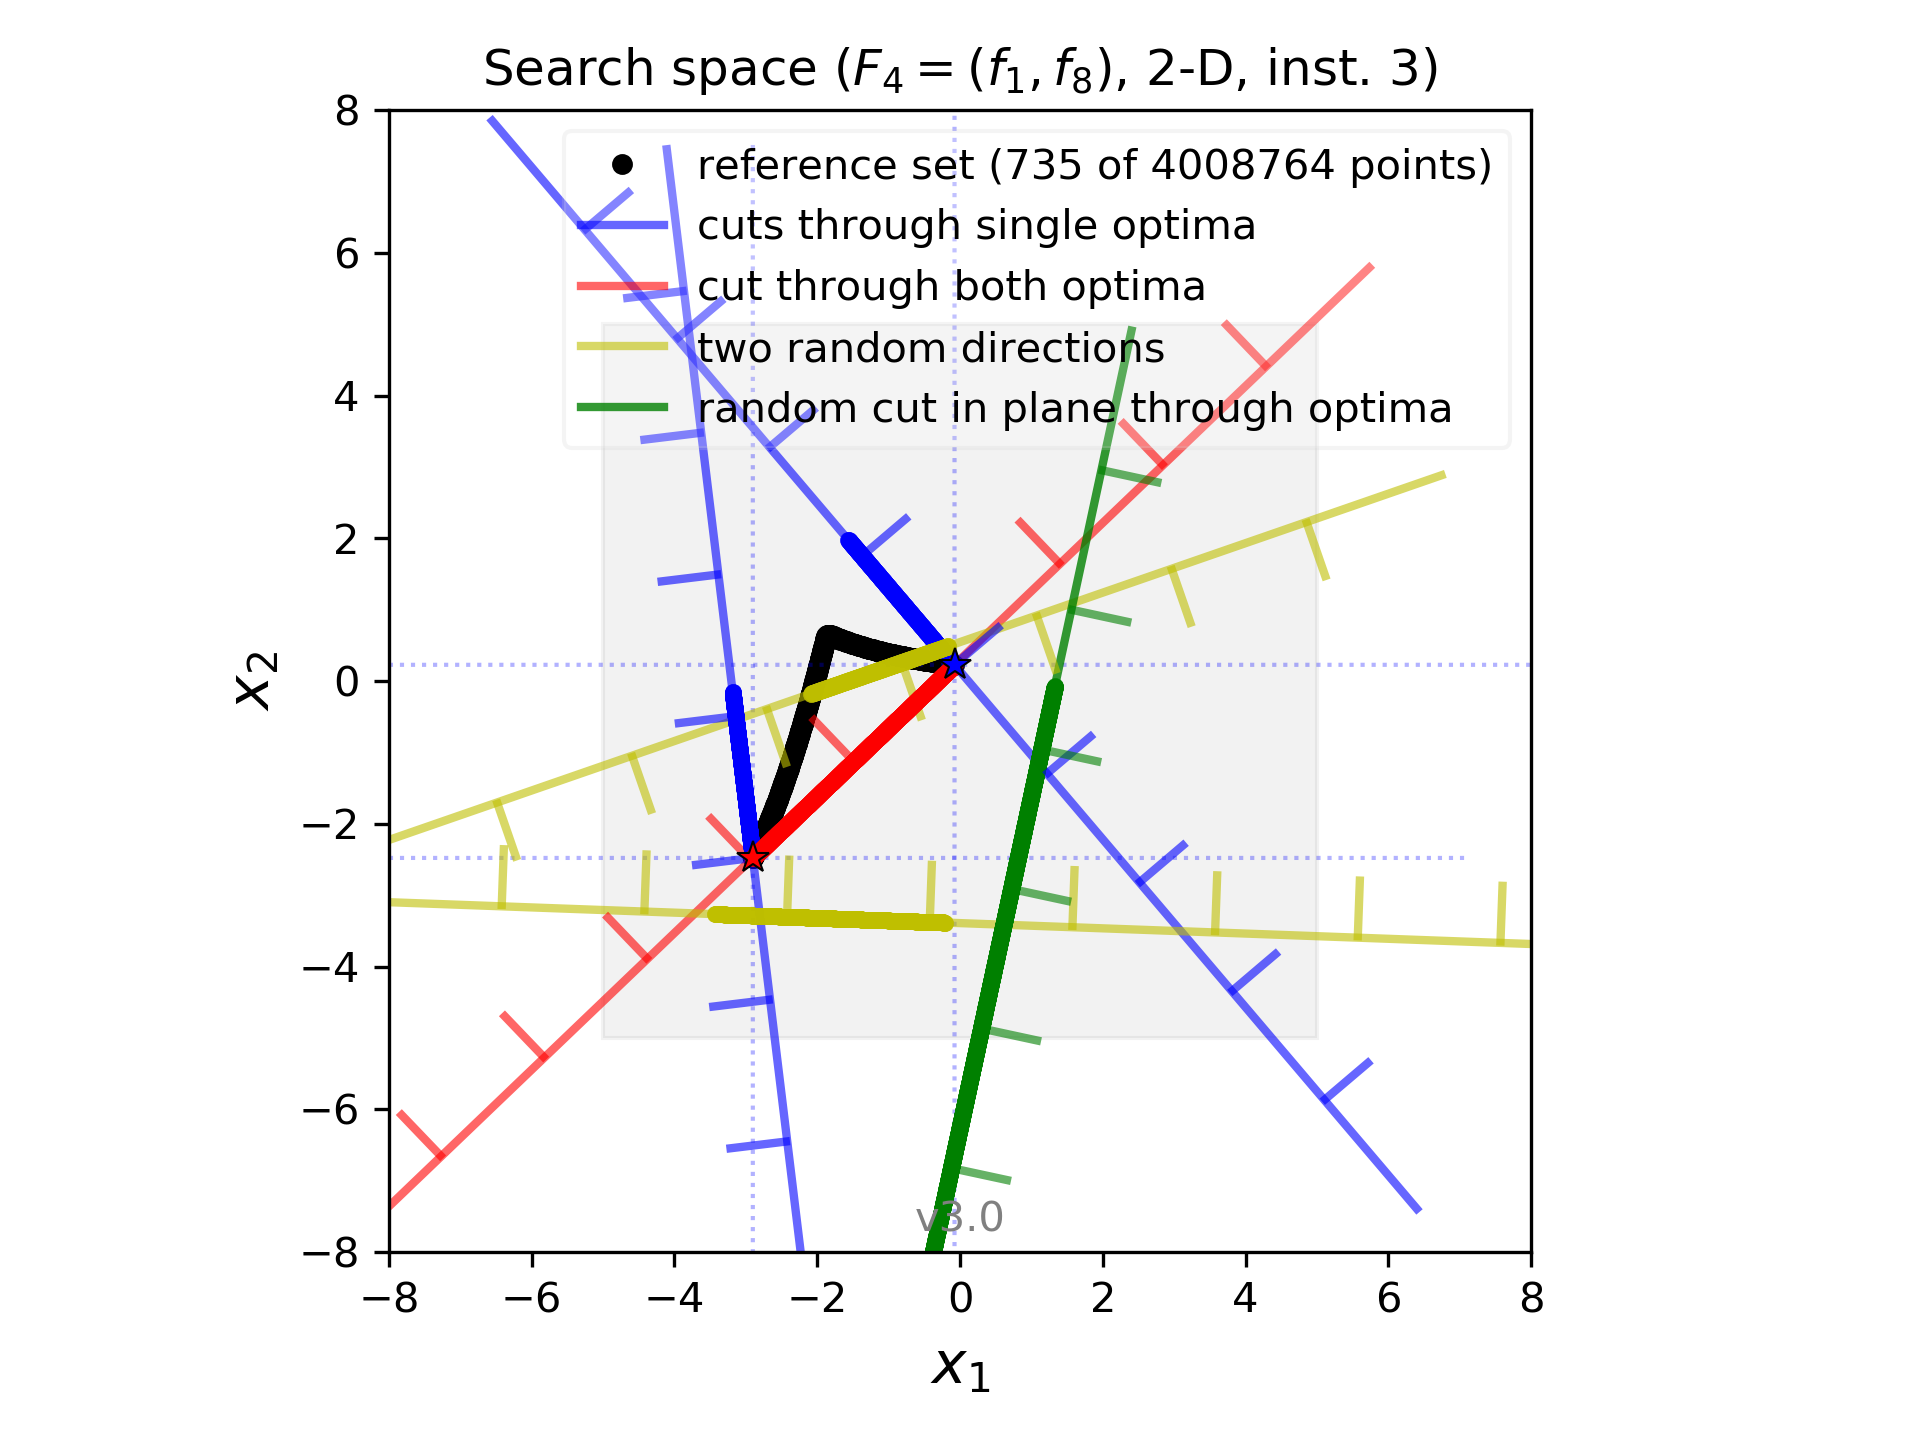 Search space (F₄ = (f₁, f₈), 2-D, inst. 3)
reference set (735 of 4008764 points)
cuts through single optima
cut through both optima
two random directions
random cut in plane through optima
8
6
4
2
0
−2
−4
−6
−8
x₂
v3.0
−8 −6 −4 −2 0 2 4 6 8
x₁